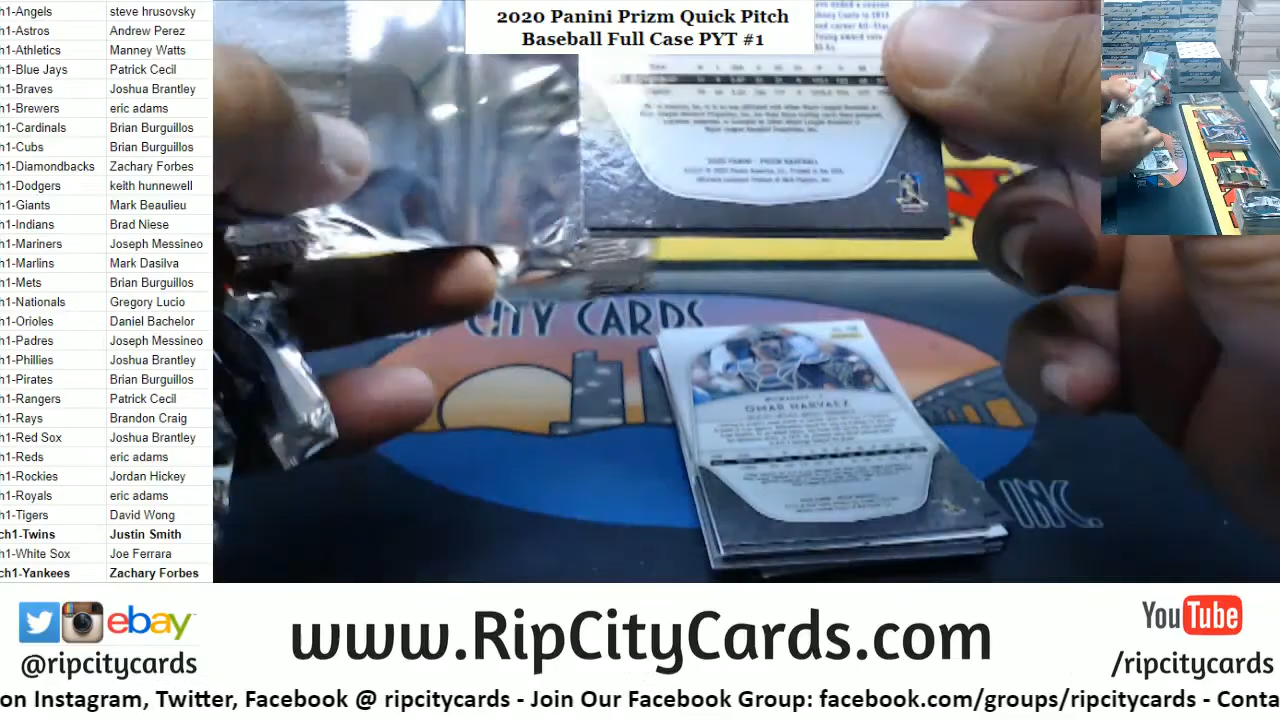 2020 Panini Prizm Quick Pitch
Baseball Full Case PYT #1
h1-Angels steve hrusovsky
h1-Astros Andrew Perez
h1-Athletics Manny Watts
h1-Blue Jays Patrick Cecil
h1-Braves Joshua Brantley
h1-Brewers eric adams
h1-Cardinals Brian Burguillos
h1-Cubs Brian Burguillos
h1-Diamondbacks Zachary Forbes
h1-Dodgers keith hunnewell
h1-Giants Mark Beaulieu
h1-Indians Brad Niese
h1-Mariners Joseph Messineo
h1-Marlins Mark Dasilva
h1-Mets Brian Burguillos
h1-Nationals Gregory Lucio
h1-Orioles Daniel Bachelor
h1-Padres Joseph Messineo
h1-Phillies Joshua Brantley
h1-Pirates Brian Burguillos
h1-Rangers Patrick Cecil
h1-Rays Brandon Craig
h1-Red Sox Joshua Brantley
h1-Reds eric adams
h1-Rockies Jordan Hickey
h1-Royals eric adams
h1-Tigers David Wong
ch1-Twins Justin Smith
h1-White Sox Joe Ferrara
ch1-Yankees Zachary Forbes
CITY CARDS
OMAR NARVAEZ
INC.
ebay
@ripcitycards
www.RipCityCards.com
YouTube
/ripcitycards
on Instagram, Twitter, Facebook @ ripcitycards - Join Our Facebook Group: facebook.com/groups/ripcitycards - Conta